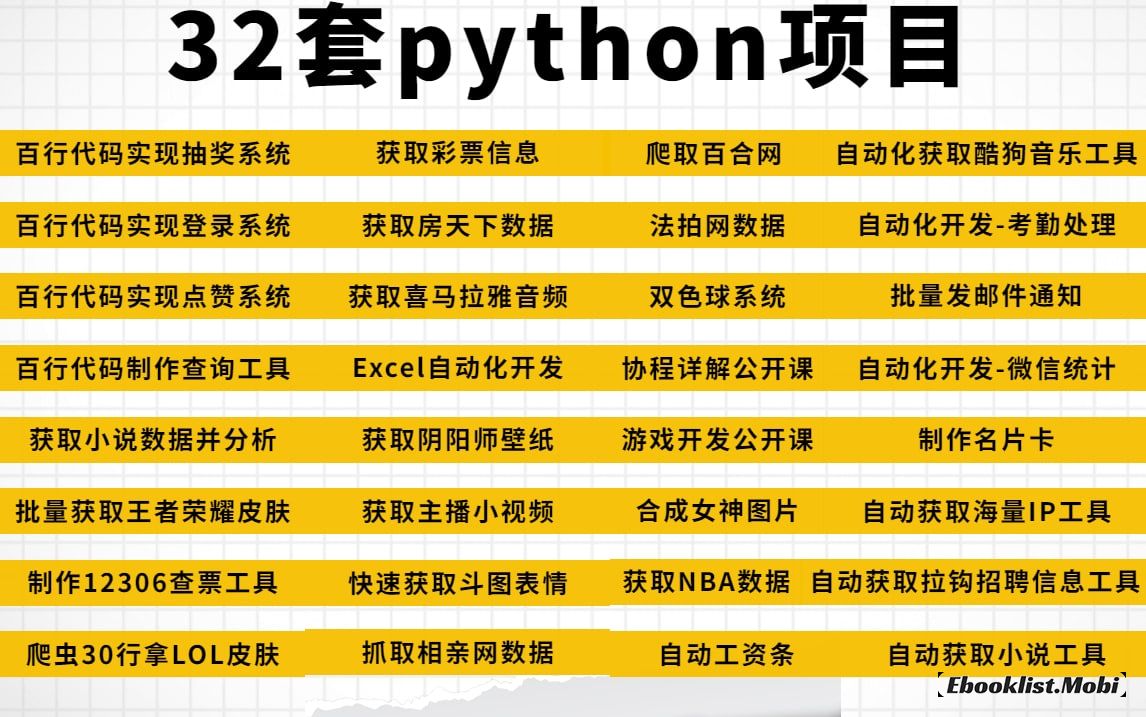 32套python项目
百行代码实现抽奖系统 获取彩票信息 爬取百合网 自动化获取酷狗音乐工具
百行代码实现登录系统 获取房天下数据 法拍网数据 自动化开发-考勤处理
百行代码实现点赞系统 获取喜马拉雅音频 双色球系统 批量发邮件通知
百行代码制作查询工具 Excel自动化开发 协程详解公开课 自动化开发-微信统计
获取小说数据并分析 获取阴阳师壁纸 游戏开发公开课 制作名片卡
批量获取王者荣耀皮肤 获取主播小视频 合成女神图片 自动获取海量IP工具
制作12306查票工具 快速获取斗图表情 获取NBA数据 自动获取拉钩招聘信息工具
爬虫30行拿LOL皮肤 抓取相亲网数据 自动工资条 自动获取小说工具
Ebooklist.Mobi